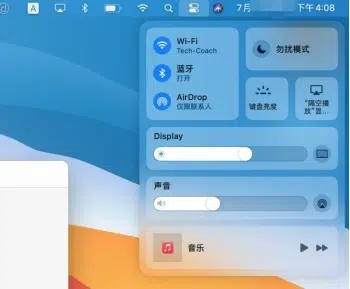 A 7月 下午4:08
Wi-Fi
Tech-Coach
蓝牙
打开
AirDrop
仅限联系人
勿扰模式
键盘亮度
"隔空播放"显...
Display
声音
音乐